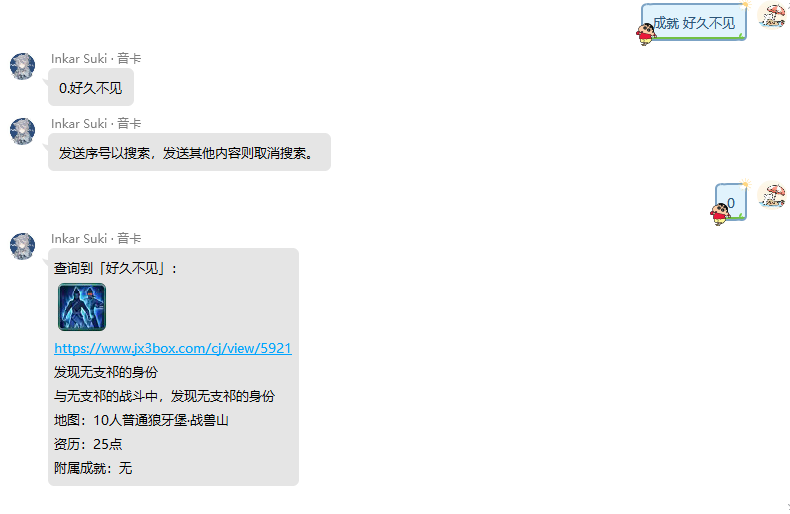 成就 好久不见
Inkar Suki · 音卡
0.好久不见
Inkar Suki · 音卡
发送序号以搜索，发送其他内容则取消搜索。
0
Inkar Suki · 音卡
查询到「好久不见」：
https://www.jx3box.com/cj/view/5921
发现无支祁的身份
与无支祁的战斗中，发现无支祁的身份
地图：10人普通狼牙堡·战兽山
资历：25点
附属成就：无